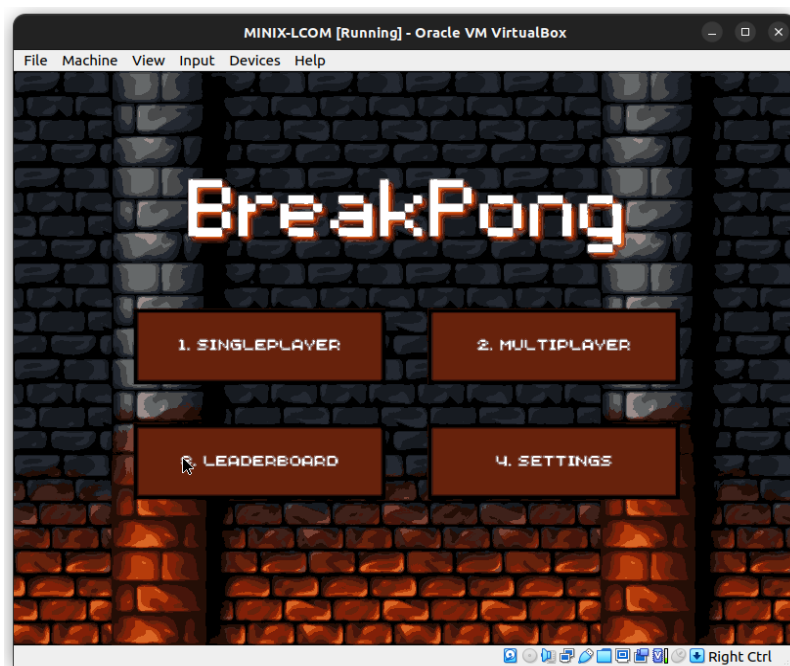 MINIX-LCOM [Running] - Oracle VM VirtualBox
File Machine View Input Devices Help
BreakPong
1. SINGLEPLAYER
2. MULTIPLAYER
3. LEADERBOARD
4. SETTINGS
Right Ctrl